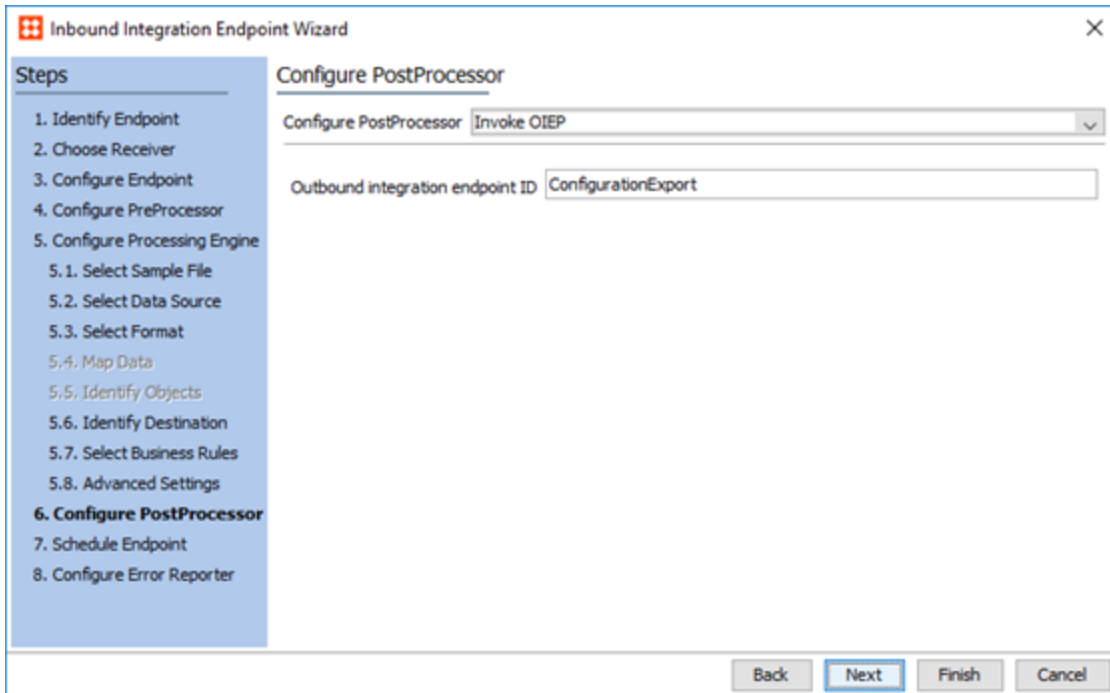 Inbound Integration Endpoint Wizard
Steps
1. Identify Endpoint
2. Choose Receiver
3. Configure Endpoint
4. Configure PreProcessor
5. Configure Processing Engine
5.1. Select Sample File
5.2. Select Data Source
5.3. Select Format
5.4. Map Data
5.5. Identify Objects
5.6. Identify Destination
5.7. Select Business Rules
5.8. Advanced Settings
6. Configure PostProcessor
7. Schedule Endpoint
8. Configure Error Reporter
Configure PostProcessor
Configure PostProcessor Invoke OIEP
Outbound integration endpoint ID ConfigurationExport
Back Next Finish Cancel